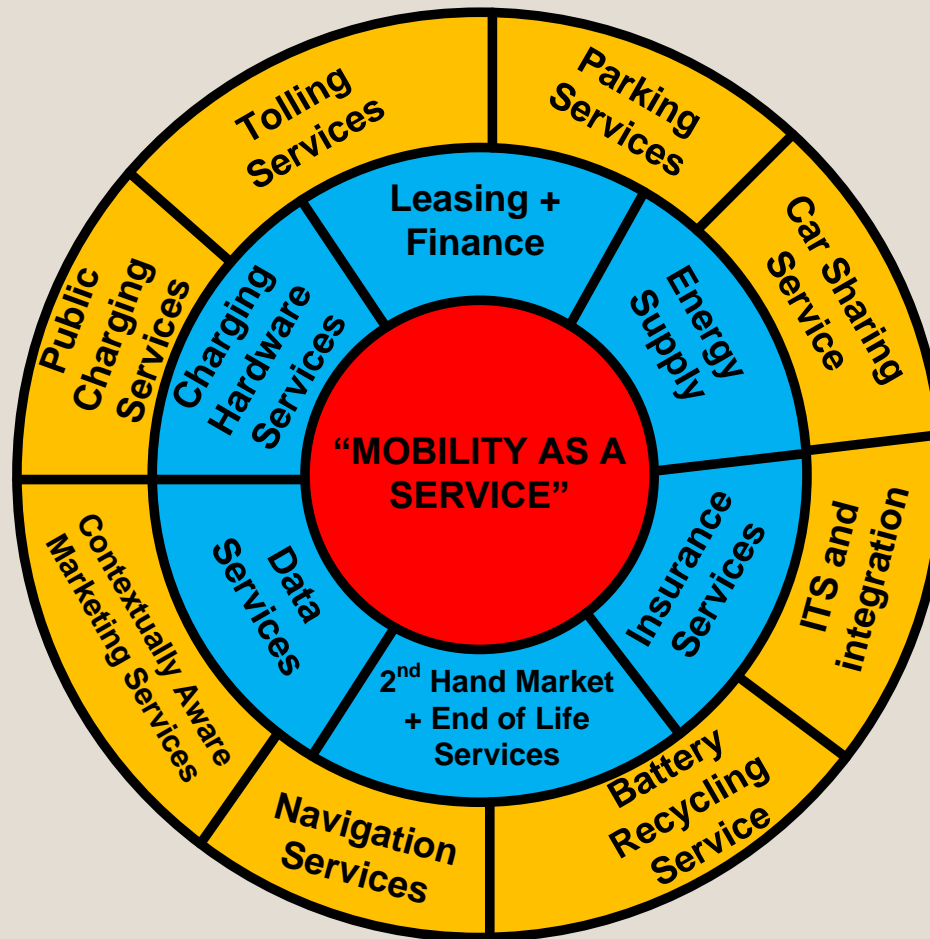 Tolling
Services
Parking
Services
Car Sharing
Service
ITS and
integration
Battery
Recycling
Service
Navigation
Services
Contextually Aware
Marketing Services
Public
Charging
Services
Leasing +
Finance
Energy
Supply
Insurance
Services
2nd Hand Market
+ End of Life
Services
Data
Services
Charging
Hardware
Services
“MOBILITY AS A
SERVICE”